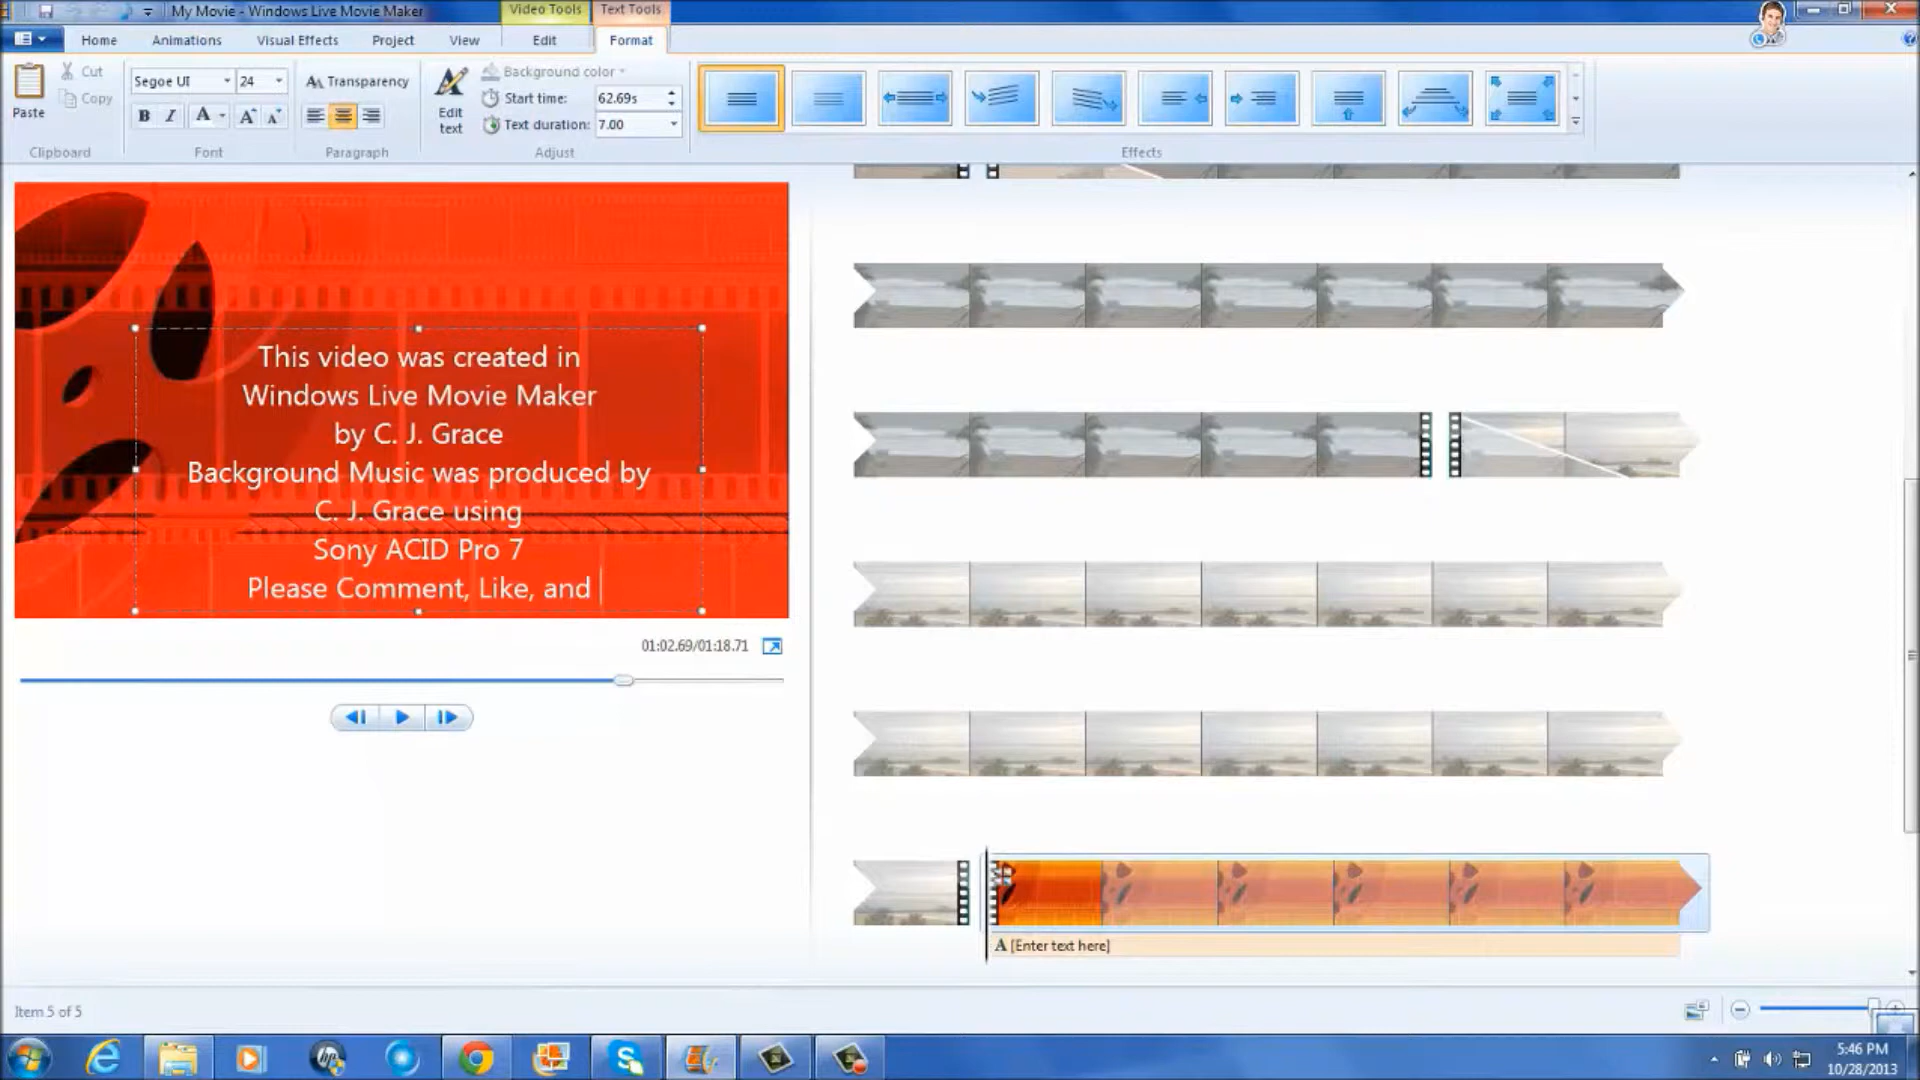 My Movie - Windows Live Movie Maker
Video Tools
Text Tools
Home
Animations
Visual Effects
Project
View
Edit
Format
Paste
Cut
Copy
Clipboard
Segoe UI
24
Font
Transparency
Paragraph
Edit
text
Background color
Start time: 62.69s
Text duration: 7.00
Adjust
Effects
This video was created in
Windows Live Movie Maker
by C. J. Grace
Background Music was produced by
C. J. Grace using
Sony ACID Pro 7
Please Comment, Like, and
01:02.69/01:18.71
A [Enter text here]
Item 5 of 5
5:46 PM
10/28/2013